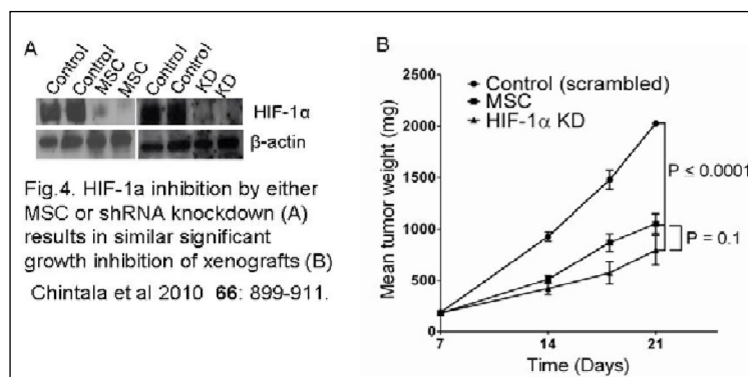 A
Control
Control
MSC
MSC
Control
Control
KD
KD
HIF-1α
β-actin
Fig.4. HIF-1a inhibition by either
MSC or shRNA knockdown (A)
results in similar significant
growth inhibition of xenografts (B)
Chintala et al 2010 66: 899-911.
B
Mean tumor weight (mg)
2500
2000
1500
1000
500
0
7
14
21
Time (Days)
Control (scrambled)
MSC
HIF-1α KD
P ≤ 0.0001
P = 0.1